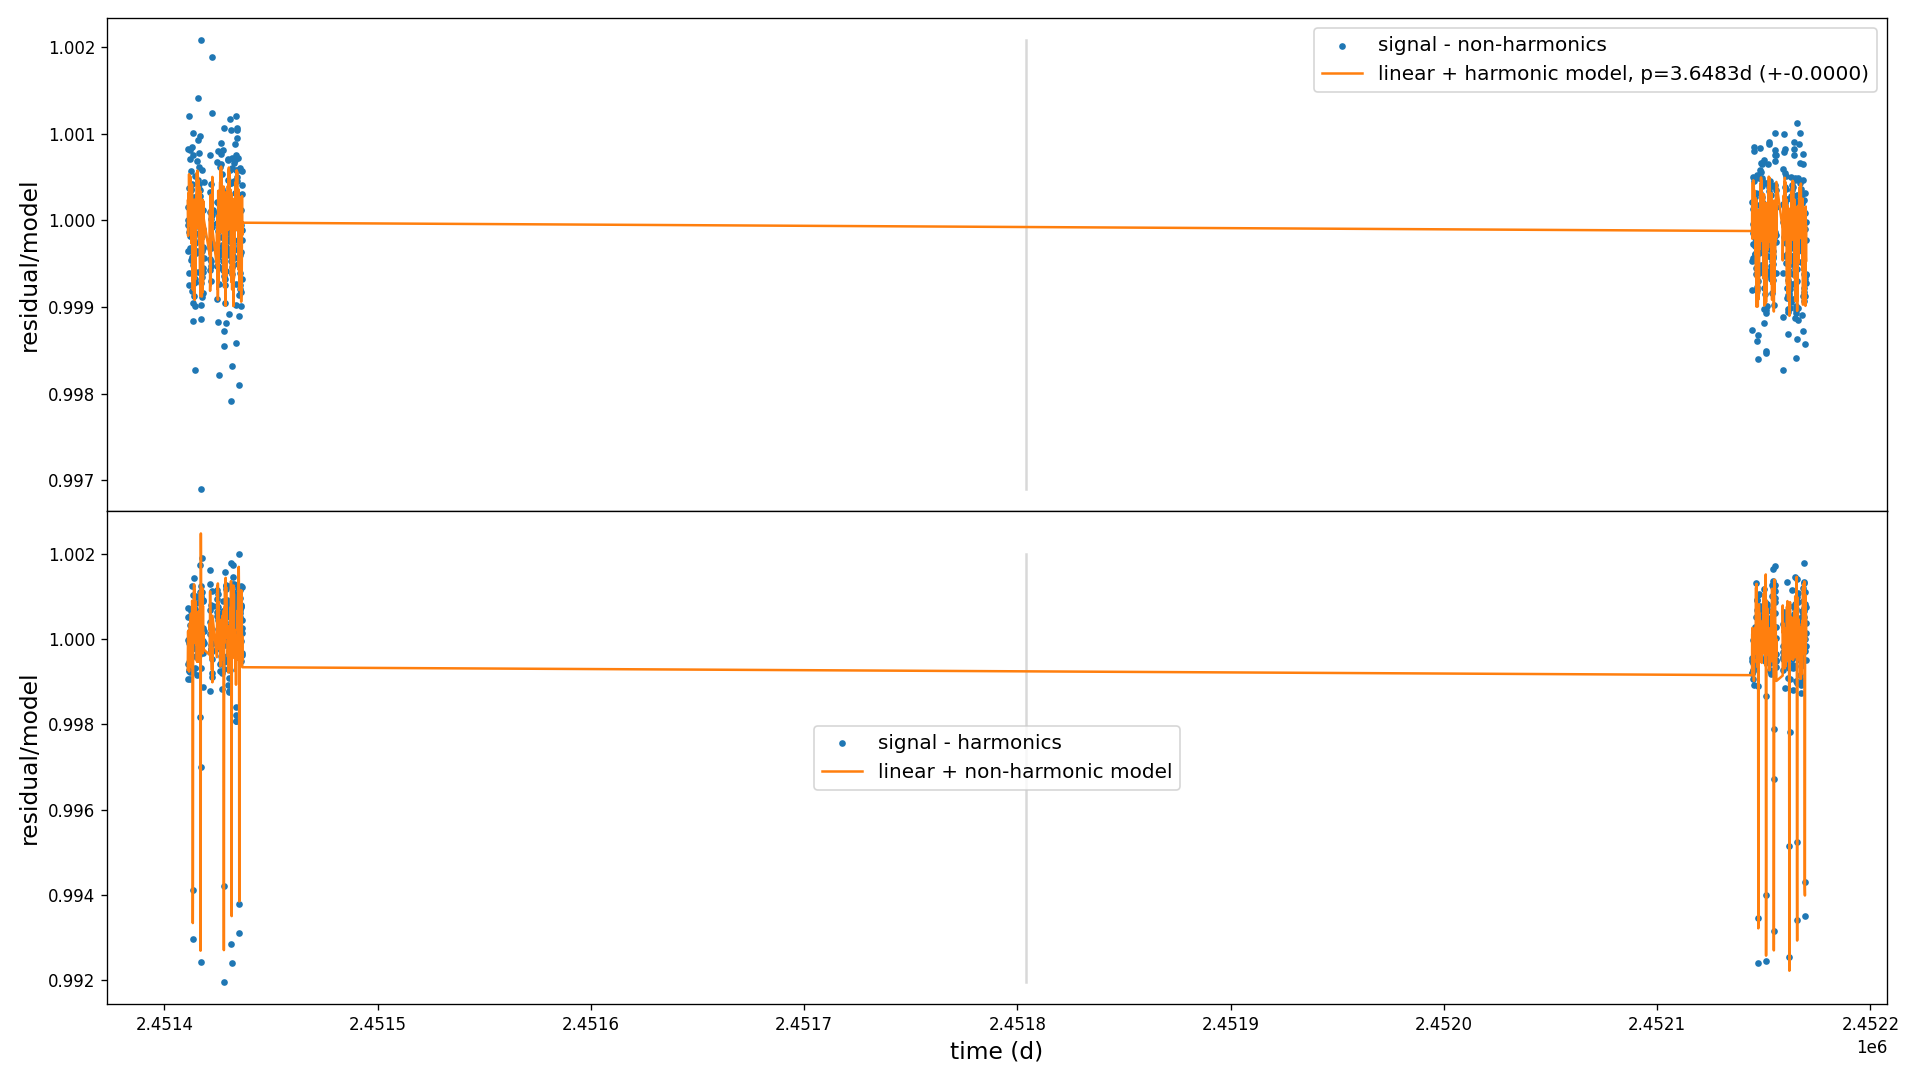 1.002
1.001
1.000
0.999
0.998
0.997
residual/model
signal - non-harmonics
linear + harmonic model, p=3.6483d (+-0.0000)
1.002
1.000
0.998
0.996
0.994
0.992
residual/model
signal - harmonics
linear + non-harmonic model
2.4514 2.4515 2.4516 2.4517 2.4518 2.4519 2.4520 2.4521 2.4522
1e6
time (d)